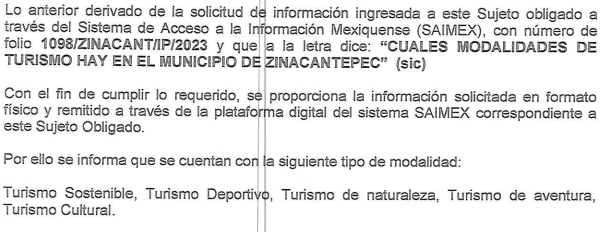 Lo anterior derivado de la solicitud de información ingresada a este Sujeto obligado a
través del Sistema de Acceso a la Información Mexiquense (SAIMEX), con número de
folio 1098/ZINACANT/IP/2023 y que a la letra dice: “CUALES MODALIDADES DE
TURISMO HAY EN EL MUNICIPIO DE ZINACANTEPEC” (sic)
Con el fin de cumplir lo requerido, se proporciona la información solicitada en formato
físico y remitido a través de la plataforma digital del sistema SAIMEX correspondiente a
este Sujeto Obligado.
Por ello se informa que se cuentan con la siguiente tipo de modalidad:
Turismo Sostenible, Turismo Deportivo, Turismo de naturaleza, Turismo de aventura,
Turismo Cultural.